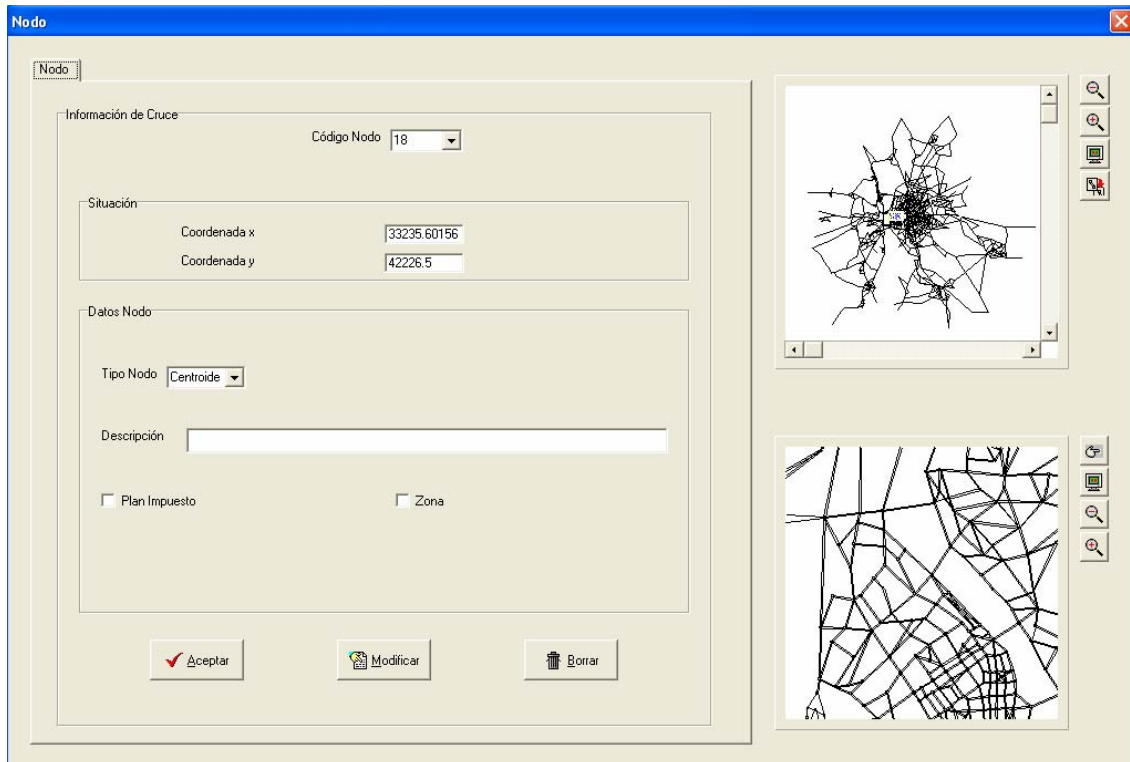 Nodo
Nodo
Información de Cruce
Código Nodo 18
Situación
Coordenada x 33235.60156
Coordenada y 42226.5
Datos Nodo
Tipo Nodo Centroide
Descripción
Plan Impuesto Zona
Aceptar Modificar Borrar